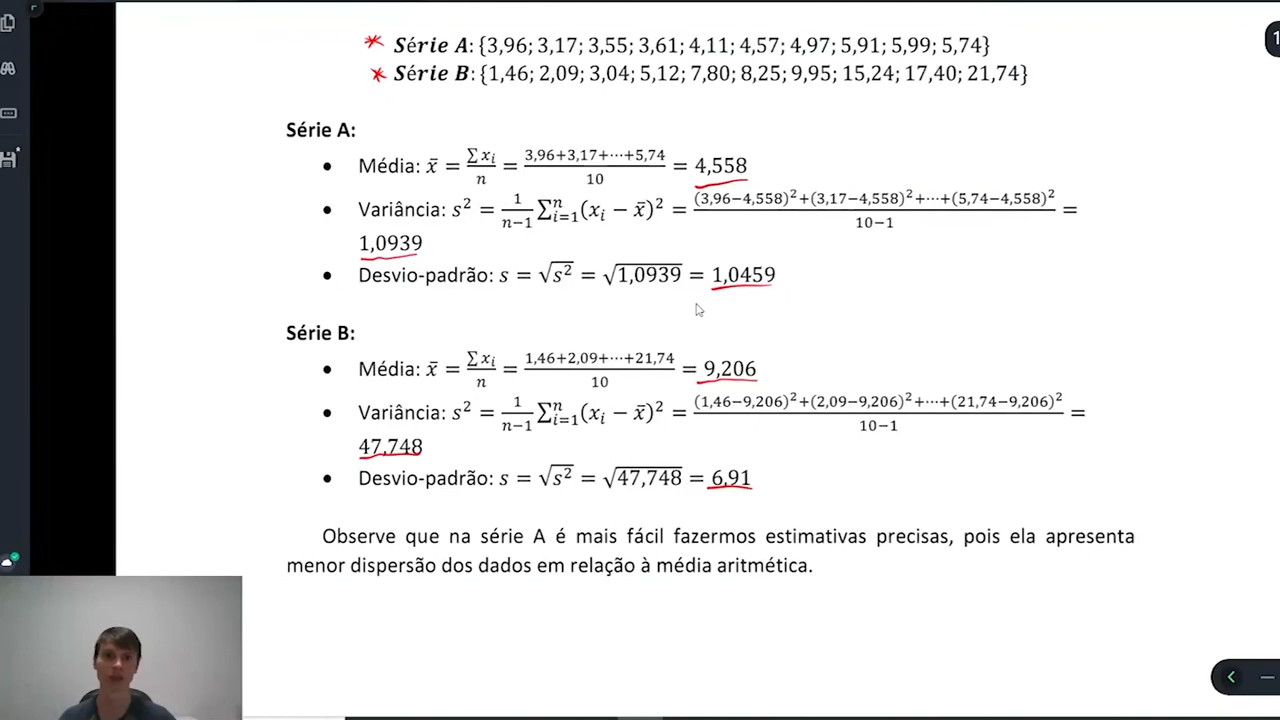 Série A: {3,96; 3,17; 3,55; 3,61; 4,11; 4,57; 4,97; 5,91; 5,99; 5,74}
Série B: {1,46; 2,09; 3,04; 5,12; 7,80; 8,25; 9,95; 15,24; 17,40; 21,74}
Série A:
• Média: x̄ = ∑xᵢ/n = (3,96+3,17+⋯+5,74)/10 = 4,558
• Variância: s² = 1/(n−1) ∑ⁿᵢ₌₁(xᵢ − x̄)² = ((3,96−4,558)²+(3,17−4,558)²+⋯+(5,74−4,558)²)/(10−1) =
1,0939
• Desvio-padrão: s = √s² = √1,0939 = 1,0459
Série B:
• Média: x̄ = ∑xᵢ/n = (1,46+2,09+⋯+21,74)/10 = 9,206
• Variância: s² = 1/(n−1) ∑ⁿᵢ₌₁(xᵢ − x̄)² = ((1,46−9,206)²+(2,09−9,206)²+⋯+(21,74−9,206)²)/(10−1) =
47,748
• Desvio-padrão: s = √s² = √47,748 = 6,91
Observe que na série A é mais fácil fazermos estimativas precisas, pois ela apresenta
menor dispersão dos dados em relação à média aritmética.